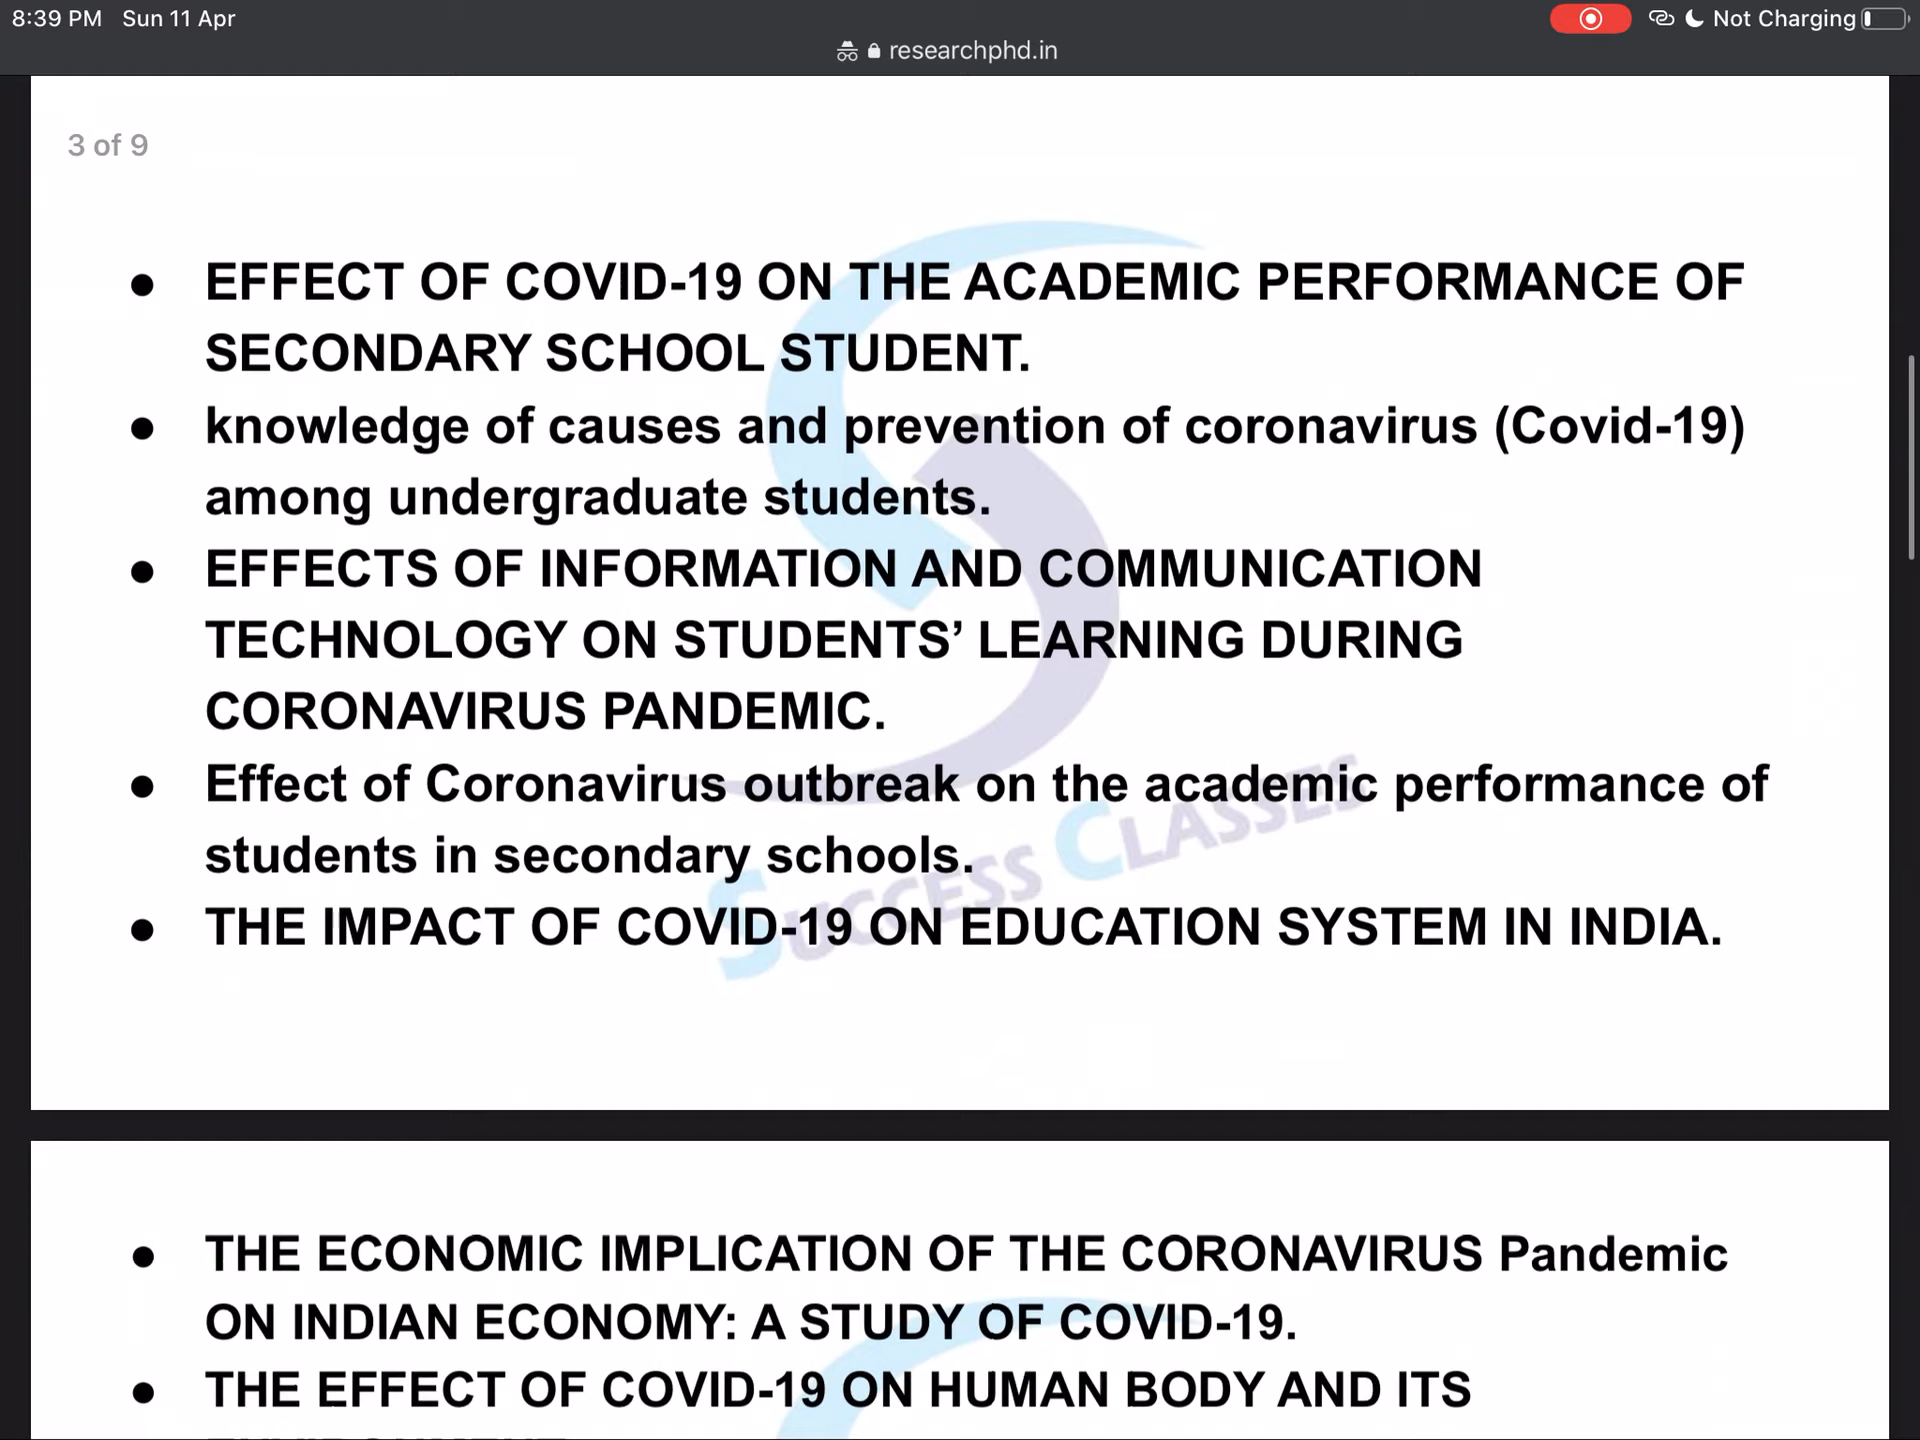 8:39 PM Sun 11 Apr
Not Charging
researchphd.in
3 of 9
● EFFECT OF COVID-19 ON THE ACADEMIC PERFORMANCE OF
SECONDARY SCHOOL STUDENT.
● knowledge of causes and prevention of coronavirus (Covid-19)
among undergraduate students.
● EFFECTS OF INFORMATION AND COMMUNICATION
TECHNOLOGY ON STUDENTS’ LEARNING DURING
CORONAVIRUS PANDEMIC.
● Effect of Coronavirus outbreak on the academic performance of
students in secondary schools.
● THE IMPACT OF COVID-19 ON EDUCATION SYSTEM IN INDIA.
SUCCESS CLASSES
● THE ECONOMIC IMPLICATION OF THE CORONAVIRUS Pandemic
ON INDIAN ECONOMY: A STUDY OF COVID-19.
● THE EFFECT OF COVID-19 ON HUMAN BODY AND ITS